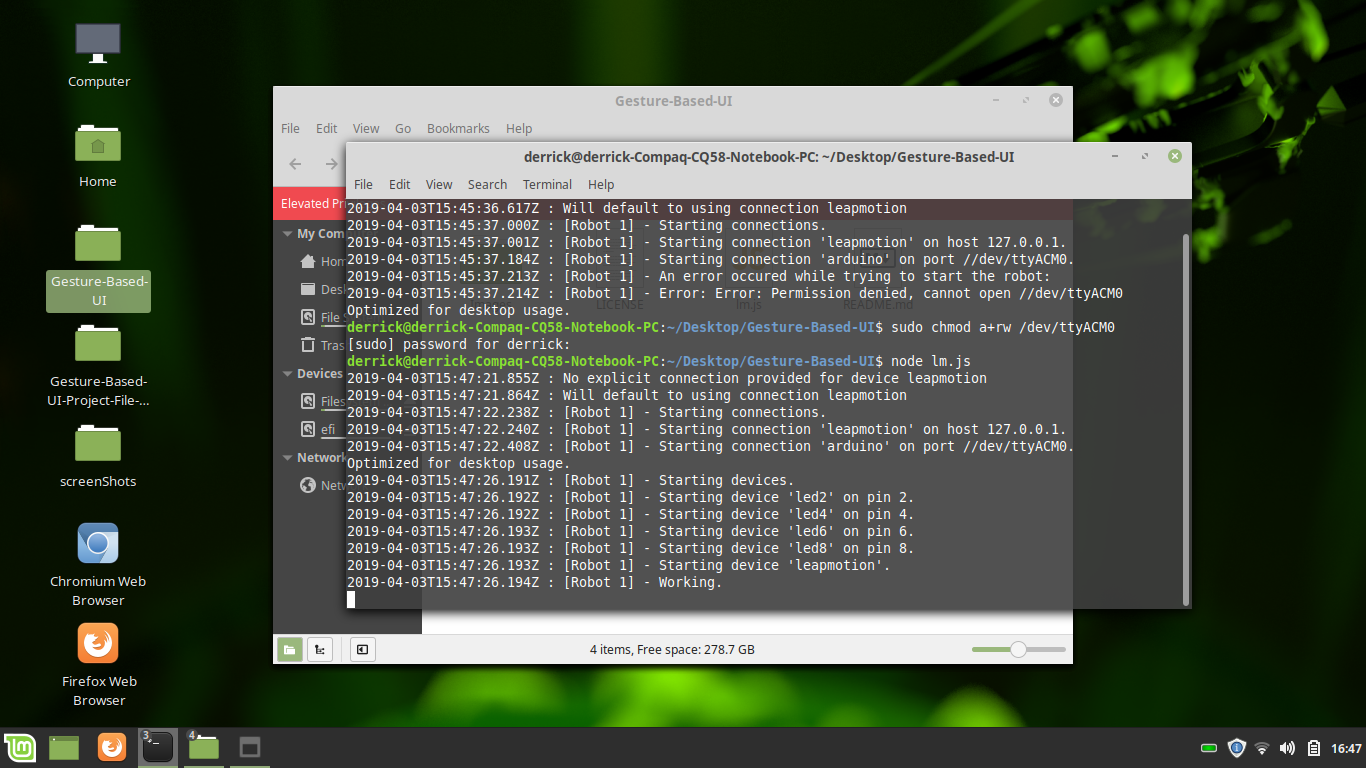 Computer
Home
Gesture-Based-
UI
Gesture-Based-
UI-Project-File-...
screenShots
Chromium Web
Browser
Firefox Web
Browser
Gesture-Based-UI
File Edit View Go Bookmarks Help
Elevated Pri
My Com
Hom
Desk
File S
Tras
Devices
Files
efi
Network
Netw
LICENSE
lm.js
README.md
4 items, Free space: 278.7 GB
derrick@derrick-Compaq-CQ58-Notebook-PC: ~/Desktop/Gesture-Based-UI
File Edit View Search Terminal Help
2019-04-03T15:45:36.617Z : Will default to using connection leapmotion
2019-04-03T15:45:37.000Z : [Robot 1] - Starting connections.
2019-04-03T15:45:37.001Z : [Robot 1] - Starting connection 'leapmotion' on host 127.0.0.1.
2019-04-03T15:45:37.184Z : [Robot 1] - Starting connection 'arduino' on port //dev/ttyACM0.
2019-04-03T15:45:37.213Z : [Robot 1] - An error occured while trying to start the robot:
2019-04-03T15:45:37.214Z : [Robot 1] - Error: Error: Permission denied, cannot open //dev/ttyACM0
Optimized for desktop usage.
derrick@derrick-Compaq-CQ58-Notebook-PC:~/Desktop/Gesture-Based-UI$ sudo chmod a+rw /dev/ttyACM0
[sudo] password for derrick:
derrick@derrick-Compaq-CQ58-Notebook-PC:~/Desktop/Gesture-Based-UI$ node lm.js
2019-04-03T15:47:21.855Z : No explicit connection provided for device leapmotion
2019-04-03T15:47:21.864Z : Will default to using connection leapmotion
2019-04-03T15:47:22.238Z : [Robot 1] - Starting connections.
2019-04-03T15:47:22.240Z : [Robot 1] - Starting connection 'leapmotion' on host 127.0.0.1.
2019-04-03T15:47:22.408Z : [Robot 1] - Starting connection 'arduino' on port //dev/ttyACM0.
Optimized for desktop usage.
2019-04-03T15:47:26.191Z : [Robot 1] - Starting devices.
2019-04-03T15:47:26.192Z : [Robot 1] - Starting device 'led2' on pin 2.
2019-04-03T15:47:26.192Z : [Robot 1] - Starting device 'led4' on pin 4.
2019-04-03T15:47:26.193Z : [Robot 1] - Starting device 'led6' on pin 6.
2019-04-03T15:47:26.193Z : [Robot 1] - Starting device 'led8' on pin 8.
2019-04-03T15:47:26.193Z : [Robot 1] - Starting device 'leapmotion'.
2019-04-03T15:47:26.194Z : [Robot 1] - Working.
3
4
16:47